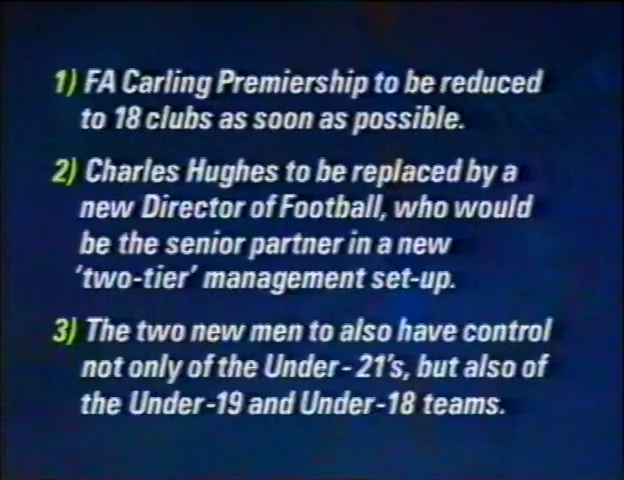 1) FA Carling Premiership to be reduced
to 18 clubs as soon as possible.
2) Charles Hughes to be replaced by a
new Director of Football, who would
be the senior partner in a new
'two-tier' management set-up.
3) The two new men to also have control
not only of the Under-21's, but also of
the Under-19 and Under-18 teams.